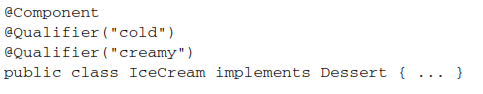 @Component
@Qualifier("cold")
@Qualifier("creamy")
public class IceCream implements Dessert { ... }